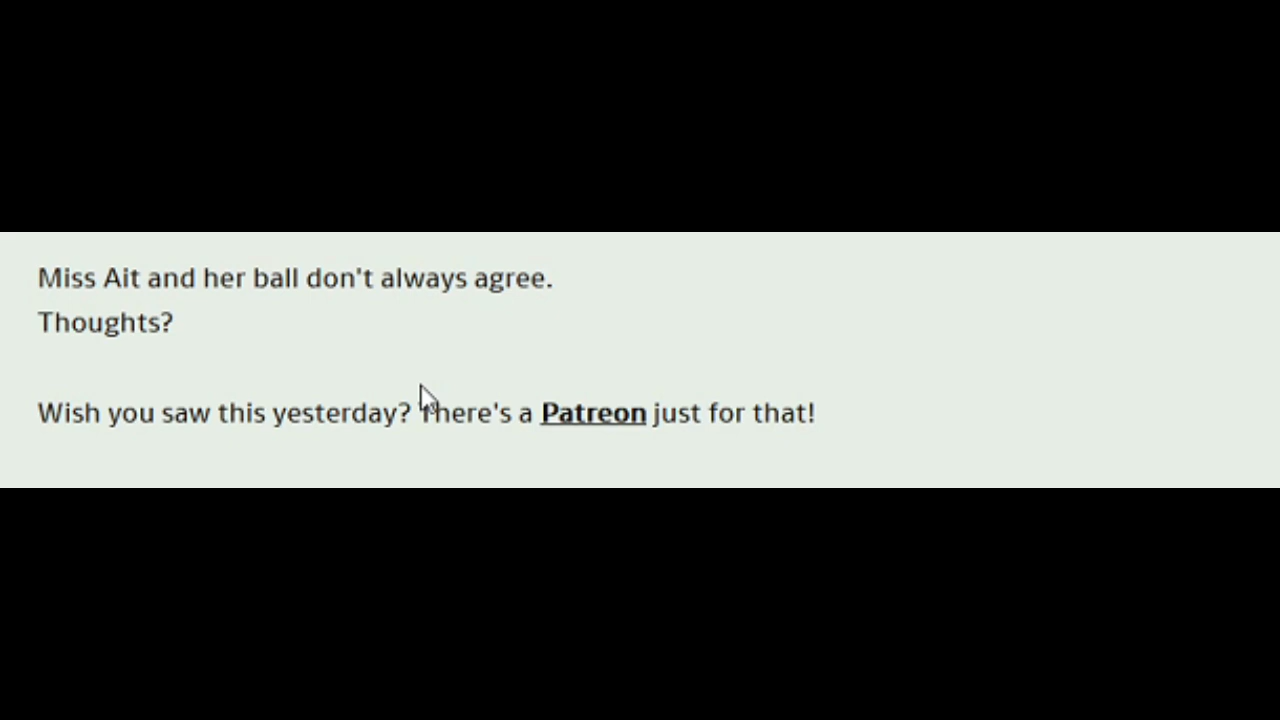 Miss Ait and her ball don't always agree.
Thoughts?
Wish you saw this yesterday? There's a Patreon just for that!